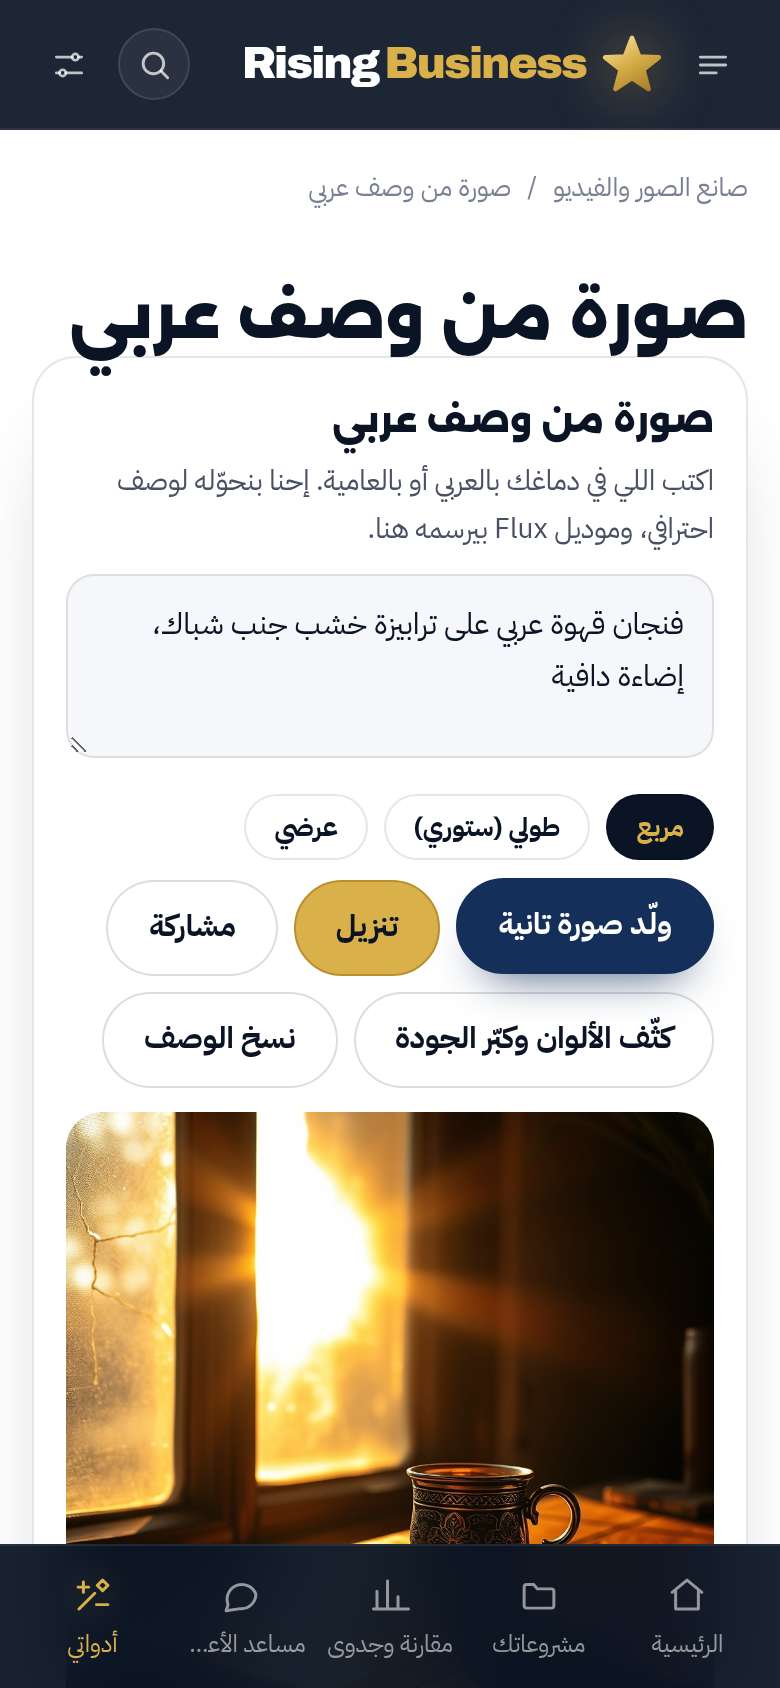 Rising Business
صانع الصور والفيديو / صورة من وصف عربي
صورة من وصف عربي
صورة من وصف عربي
اكتب اللي في دماغك بالعربي أو بالعامية. إحنا بنحوّله لوصف
احترافي، وموديل Flux بيرسمه هنا.
فنجان قهوة عربي على ترابيزة خشب جنب شباك،
إضاءة دافية
مربع
طولي (ستوري)
عرضي
ولّد صورة تانية
تنزيل
مشاركة
كثّف الألوان وكبّر الجودة
نسخ الوصف
الرئيسية
مشروعاتك
مقارنة وجدوى
مساعد الأع...
أدواتي